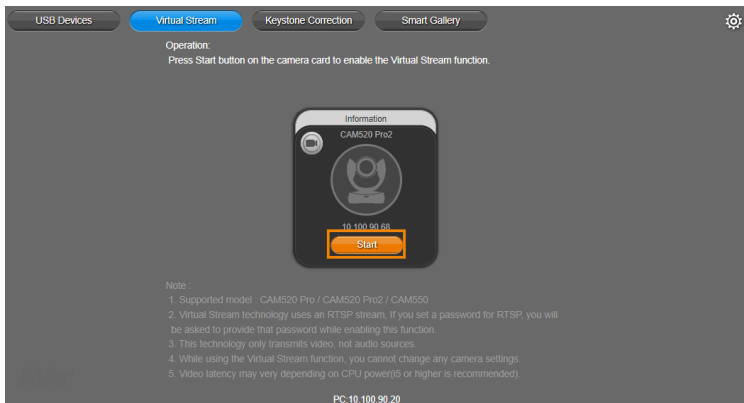 USB Devices
Virtual Stream
Keystone Correction
Smart Gallery
Operation:
Press Start button on the camera card to enable the Virtual Stream function.
Information
CAM520 Pro2
10.100.90.68
Start
Note :
1. Supported model : CAM520 Pro / CAM520 Pro2 / CAM550
2. Virtual Stream technology uses an RTSP stream, If you set a password for RTSP, you will
be asked to provide that password while enabling this function.
3. This technology only transmits video, not audio sources.
4. While using the Virtual Stream function, you cannot change any camera settings.
5. Video latency may very depending on CPU power(i5 or higher is recommended).
PC:10.100.90.20